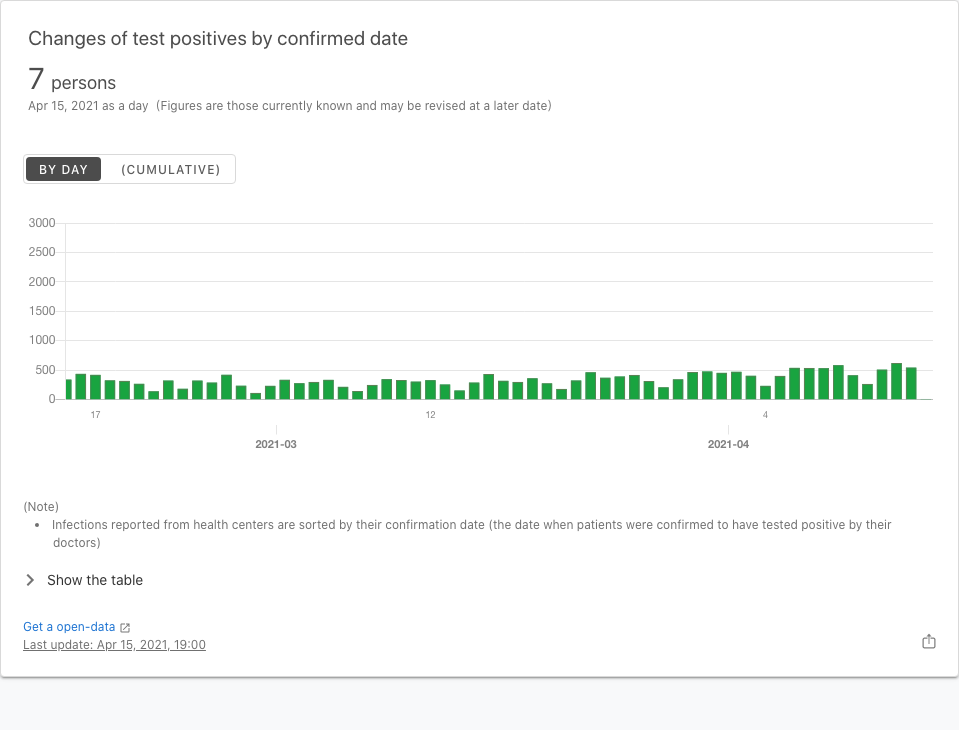 Changes of test positives by confirmed date
7 persons
Apr 15, 2021 as a day (Figures are those currently known and may be revised at a later date)
BY DAY (CUMULATIVE)
3000
2500
2000
1500
1000
500
0
17 12 4
2021-03 2021-04
(Note)
• Infections reported from health centers are sorted by their confirmation date (the date when patients were confirmed to have tested positive by their
doctors)
Show the table
Get a open-data
Last update: Apr 15, 2021, 19:00